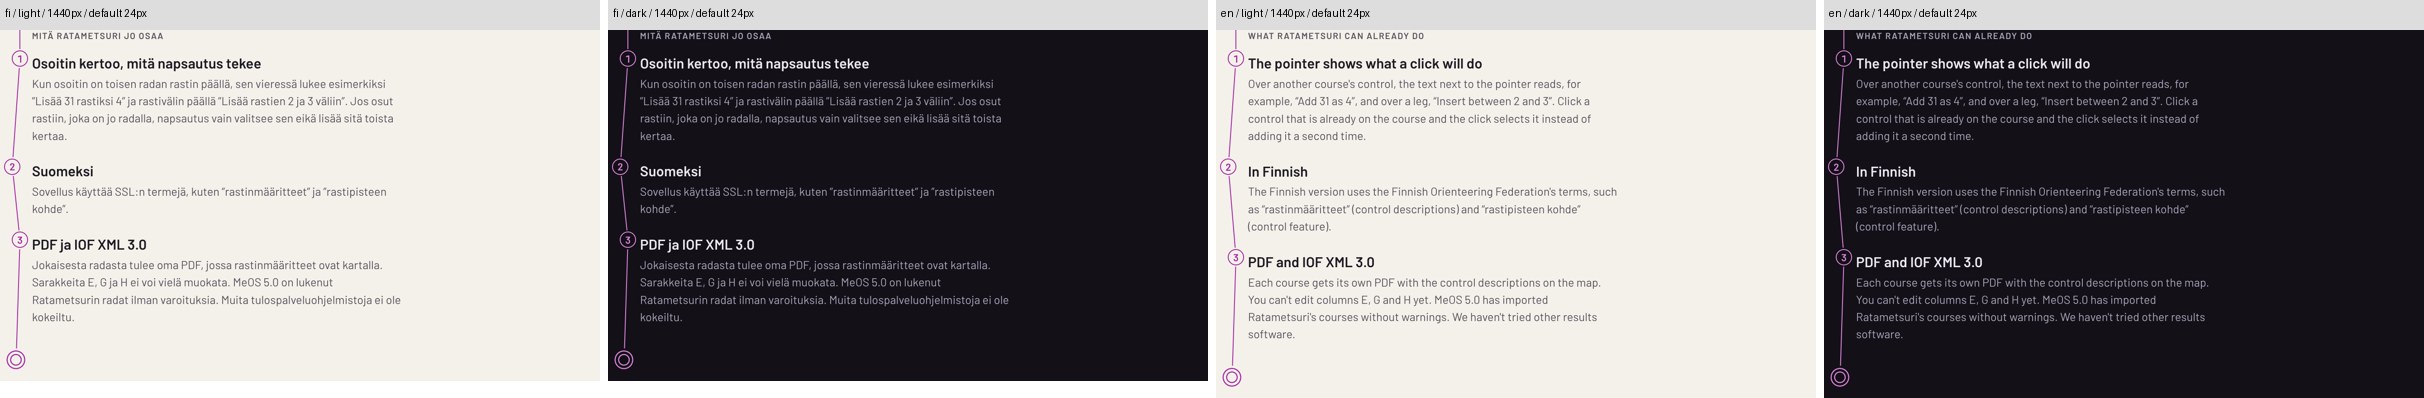 fi / light / 1440px / default 24px
MITÄ RATAMETSURI JO OSAA
1
Osoitin kertoo, mitä napsautus tekee
Kun osoitin on toisen radan rastin päällä, sen vieressä lukee esimerkiksi
”Lisää 31 rastiksi 4” ja rastivälin päällä ”Lisää rastien 2 ja 3 väliin”. Jos osut
rastiin, joka on jo radalla, napsautus vain valitsee sen eikä lisää sitä toista
kertaa.
2
Suomeksi
Sovellus käyttää SSL:n termejä, kuten ”rastinmääritteet” ja ”rastipisteen
kohde”.
3
PDF ja IOF XML 3.0
Jokaisesta radasta tulee oma PDF, jossa rastinmääritteet ovat kartalla.
Sarakkeita E, G ja H ei voi vielä muokata. MeOS 5.0 on lukenut
Ratametsurin radat ilman varoituksia. Muita tulospalveluohjelmistoja ei ole
kokeiltu.
fi / dark / 1440px / default 24px
MITÄ RATAMETSURI JO OSAA
1
Osoitin kertoo, mitä napsautus tekee
Kun osoitin on toisen radan rastin päällä, sen vieressä lukee esimerkiksi
”Lisää 31 rastiksi 4” ja rastivälin päällä ”Lisää rastien 2 ja 3 väliin”. Jos osut
rastiin, joka on jo radalla, napsautus vain valitsee sen eikä lisää sitä toista
kertaa.
2
Suomeksi
Sovellus käyttää SSL:n termejä, kuten ”rastinmääritteet” ja ”rastipisteen
kohde”.
3
PDF ja IOF XML 3.0
Jokaisesta radasta tulee oma PDF, jossa rastinmääritteet ovat kartalla.
Sarakkeita E, G ja H ei voi vielä muokata. MeOS 5.0 on lukenut
Ratametsurin radat ilman varoituksia. Muita tulospalveluohjelmistoja ei ole
kokeiltu.
en / light / 1440px / default 24px
WHAT RATAMETSURI CAN ALREADY DO
1
The pointer shows what a click will do
Over another course's control, the text next to the pointer reads, for
example, “Add 31 as 4”, and over a leg, “Insert between 2 and 3”. Click a
control that is already on the course and the click selects it instead of
adding it a second time.
2
In Finnish
The Finnish version uses the Finnish Orienteering Federation's terms, such
as “rastinmääritteet” (control descriptions) and “rastipisteen kohde”
(control feature).
3
PDF and IOF XML 3.0
Each course gets its own PDF with the control descriptions on the map.
You can't edit columns E, G and H yet. MeOS 5.0 has imported
Ratametsuri's courses without warnings. We haven't tried other results
software.
en / dark / 1440px / default 24px
WHAT RATAMETSURI CAN ALREADY DO
1
The pointer shows what a click will do
Over another course's control, the text next to the pointer reads, for
example, “Add 31 as 4”, and over a leg, “Insert between 2 and 3”. Click a
control that is already on the course and the click selects it instead of
adding it a second time.
2
In Finnish
The Finnish version uses the Finnish Orienteering Federation's terms, such
as “rastinmääritteet” (control descriptions) and “rastipisteen kohde”
(control feature).
3
PDF and IOF XML 3.0
Each course gets its own PDF with the control descriptions on the map.
You can't edit columns E, G and H yet. MeOS 5.0 has imported
Ratametsuri's courses without warnings. We haven't tried other results
software.